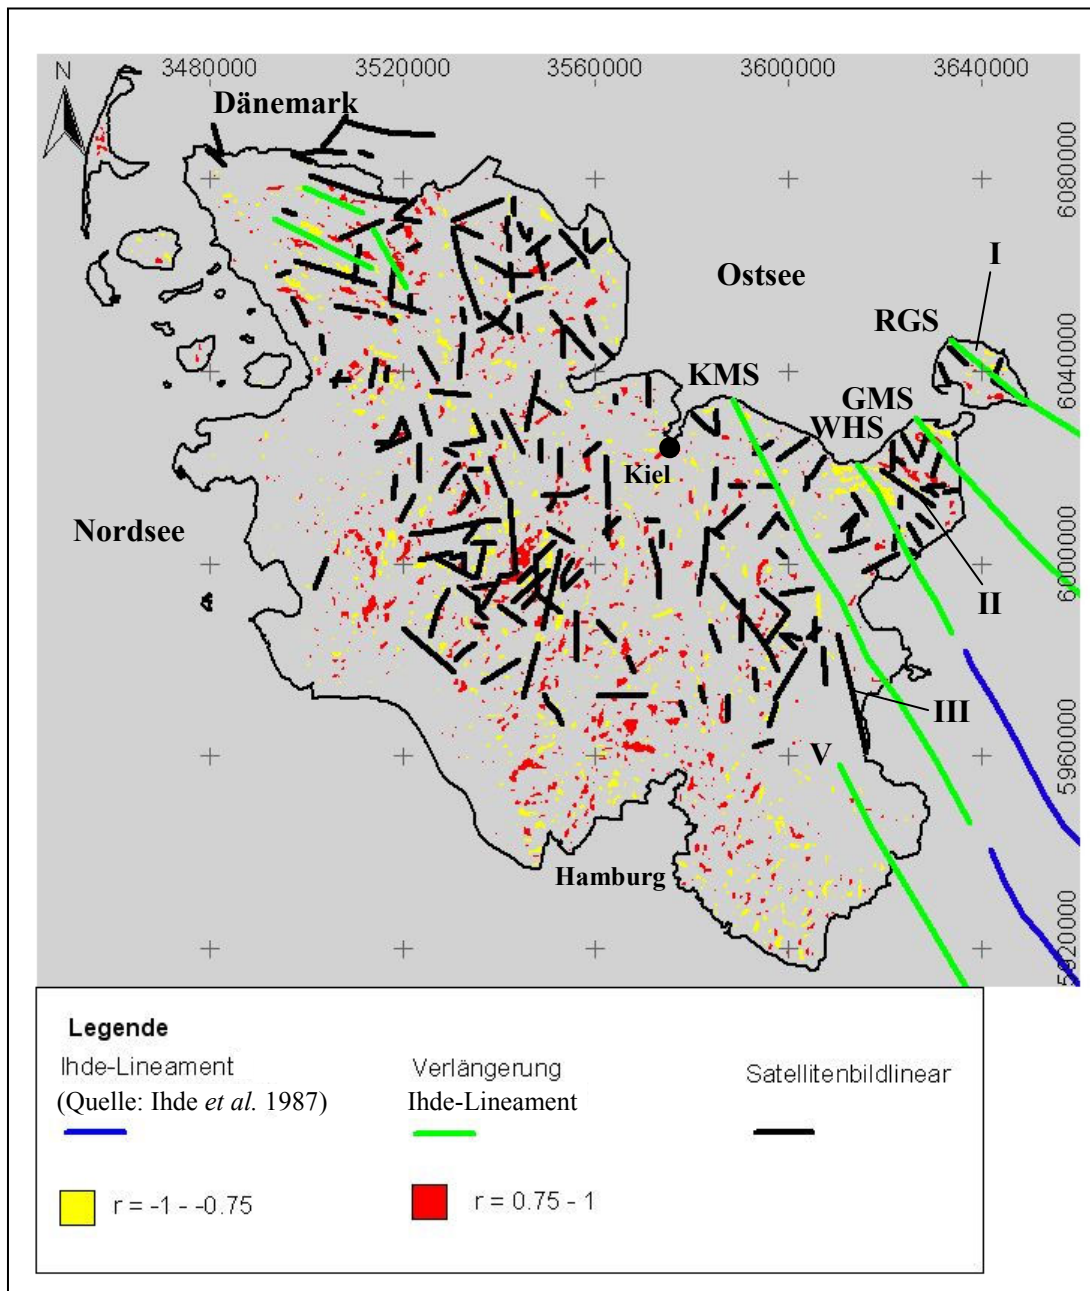 N
3480000 3520000 3560000 3600000 3640000
Dänemark
6080000
Ostsee
I
RGS
6040000
KMS
GMS
WHS
Kiel
Nordsee
6000000
II
III
V
5960000
Hamburg
5920000
Legende
Ihde-Lineament Verlängerung Satellitenbildlinear
(Quelle: Ihde et al. 1987) Ihde-Lineament
r = -1 - -0.75 r = 0.75 - 1